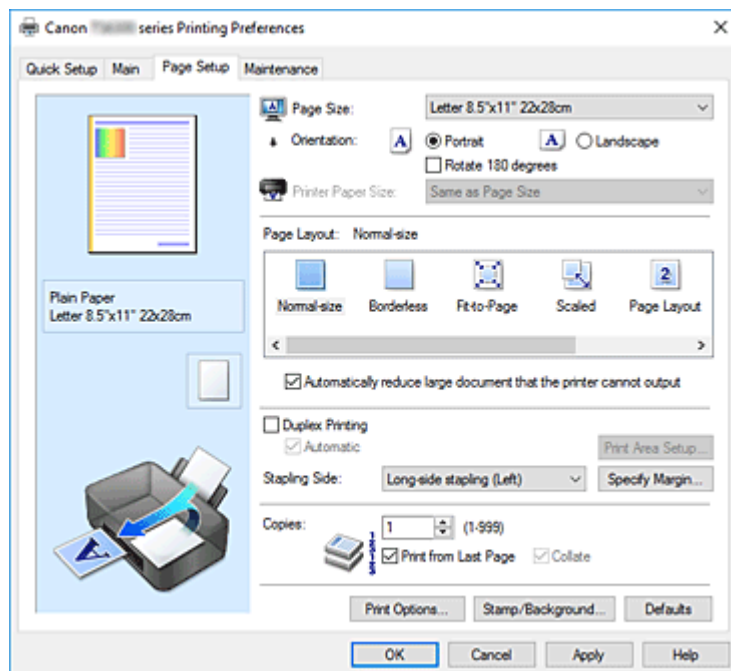 Canon series Printing Preferences
Quick Setup Main Page Setup Maintenance
Page Size: Letter 8.5"x11" 22x28cm
Orientation: A Portrait A Landscape
Rotate 180 degrees
Printer Paper Size: Same as Page Size
Page Layout: Normal-size
2
Normal-size Borderless Fit-to-Page Scaled Page Layout
Automatically reduce large document that the printer cannot output
Plain Paper
Letter 8.5"x11" 22x28cm
Duplex Printing
Automatic Print Area Setup...
Stapling Side: Long-side stapling (Left) Specify Margin...
Copies: 1 (1-999)
Print from Last Page Collate
A
Print Options... Stamp/Background... Defaults
OK Cancel Apply Help